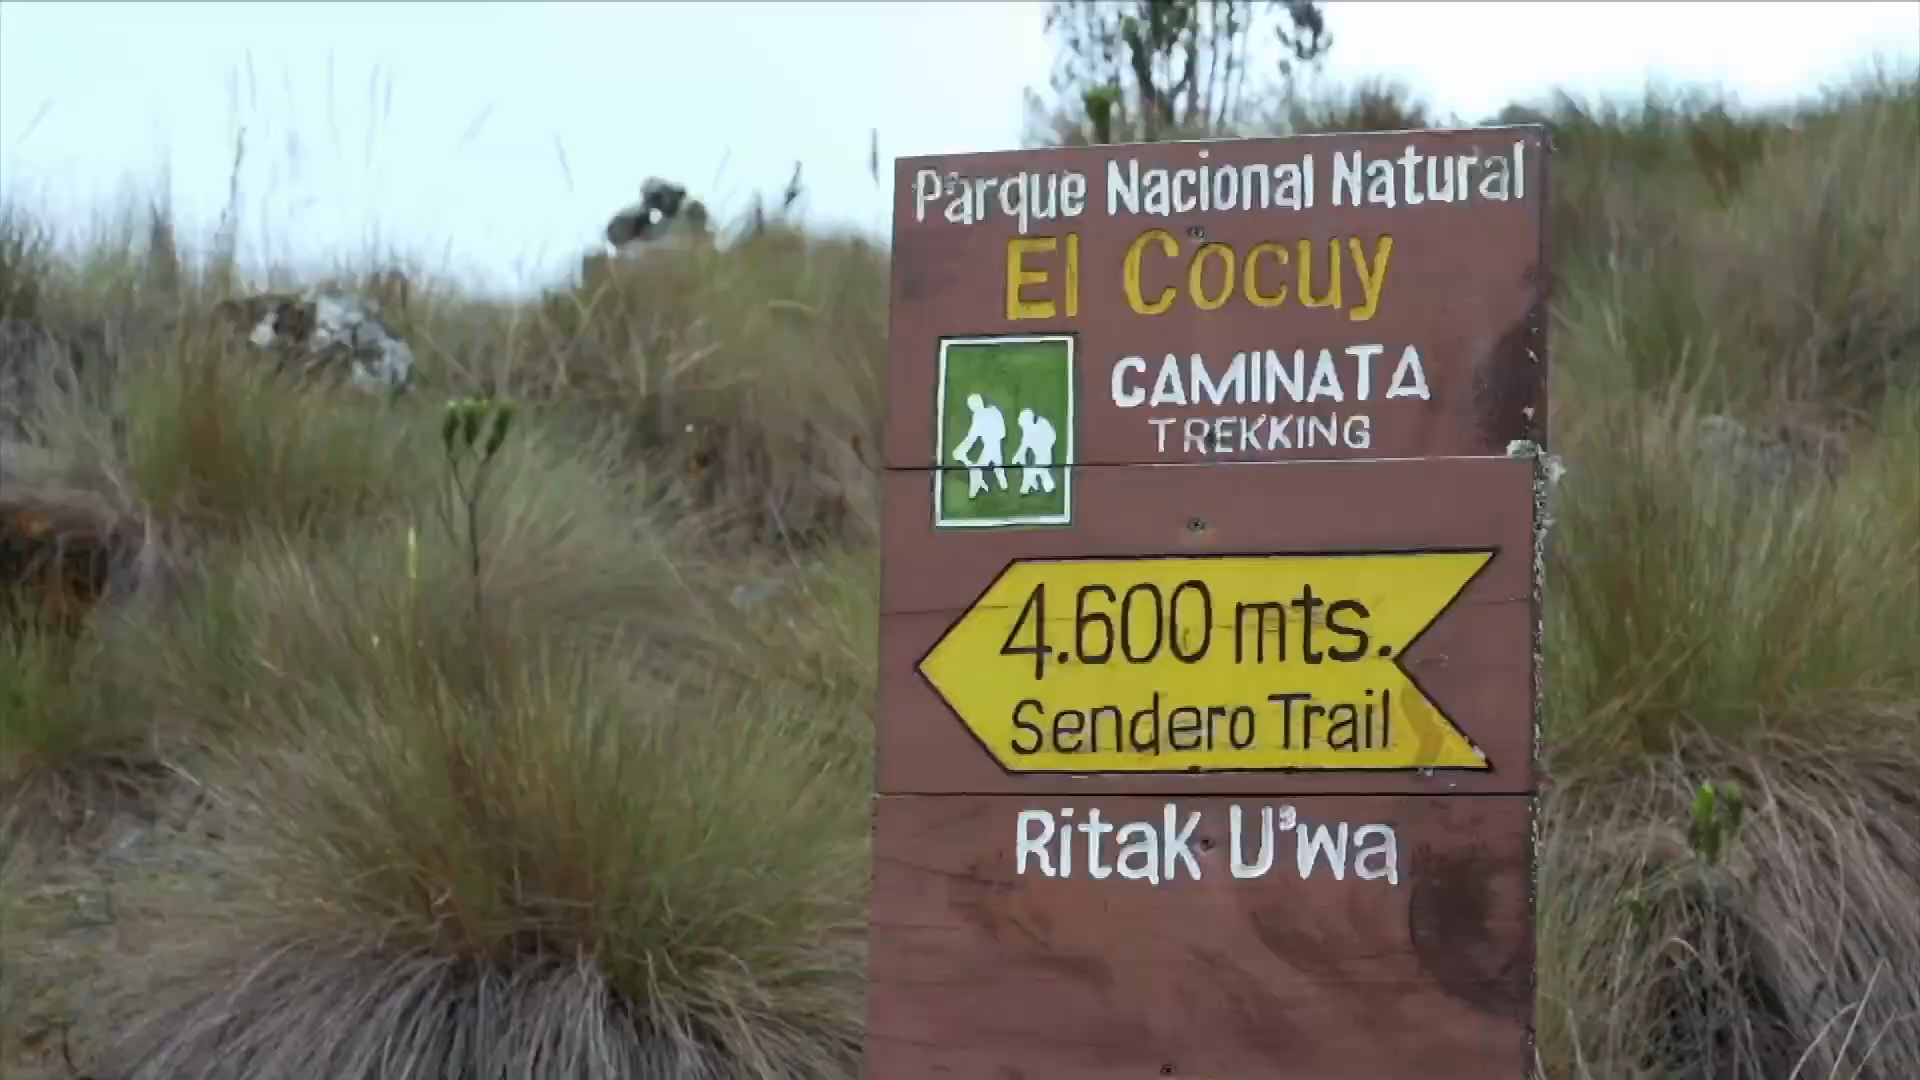 Parque Nacional Natural
El Cocuy
CAMINATA
TREKKING
4.600 mts.
Sendero Trail
Ritak U'wa